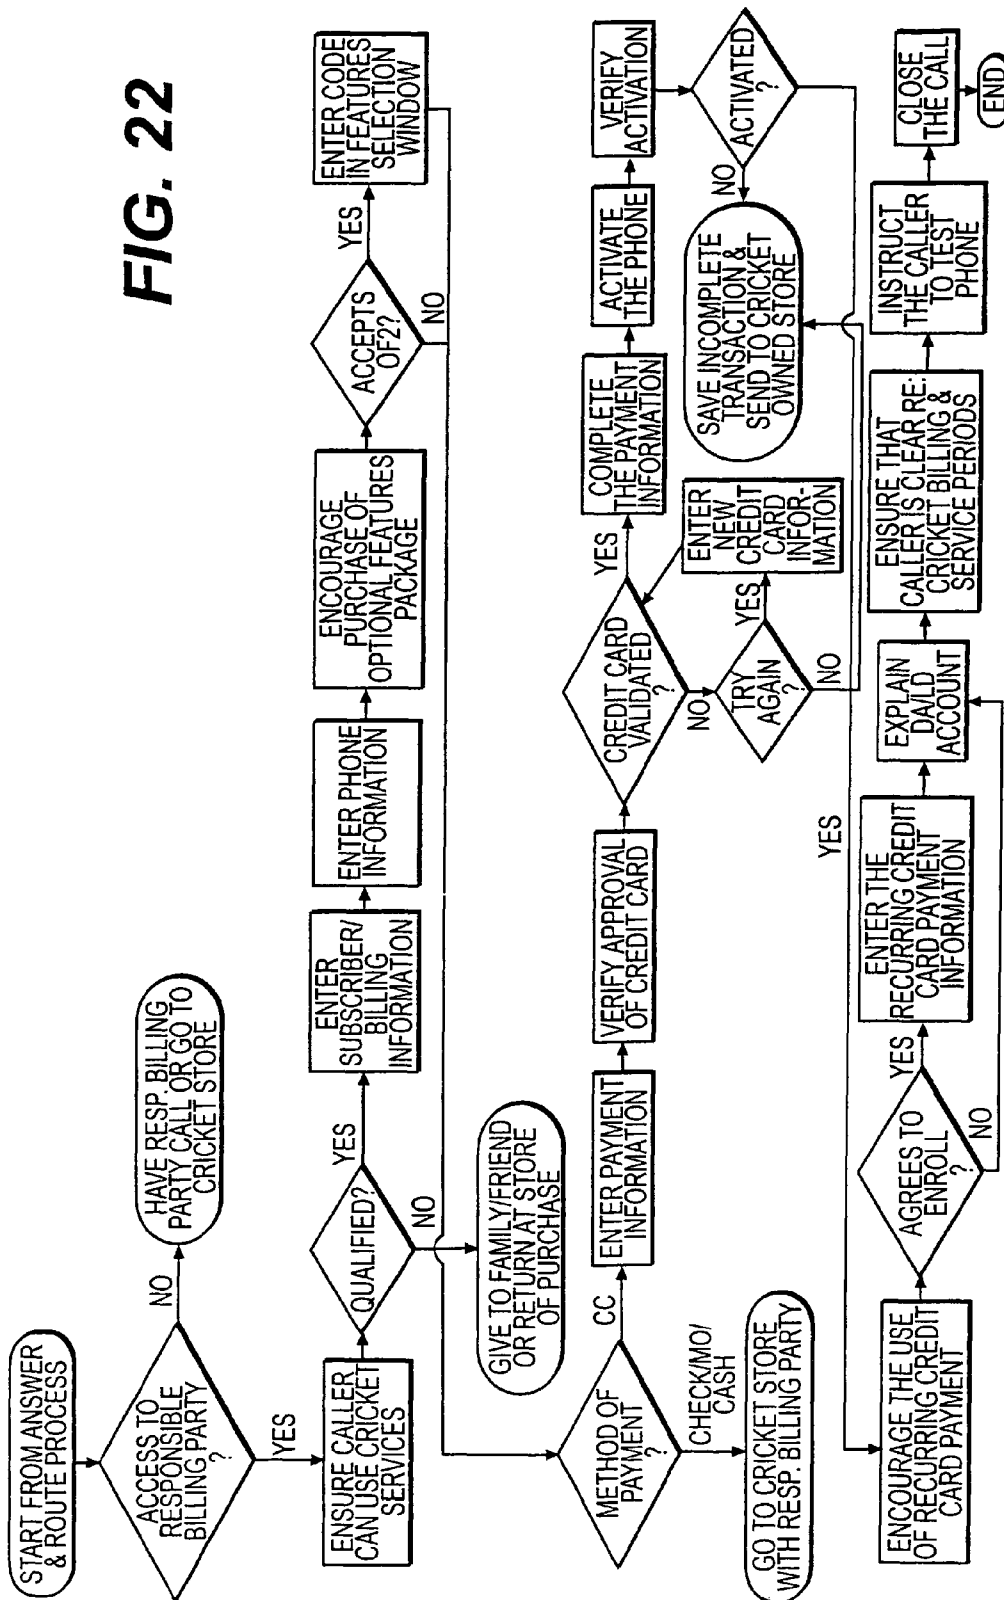 FIG. 22
START FROM ANSWER
& ROUTE PROCESS
ACCESS TO
RESPONSIBLE
BILLING PARTY
?
NO
HAVE RESP. BILLING
PARTY CALL OR GO TO
CRICKET STORE
YES
ENSURE CALLER
CAN USE CRICKET
SERVICES
QUALIFIED?
YES
NO
GIVE TO FAMILY/FRIEND
OR RETURN AT STORE
OF PURCHASE
ENTER
SUBSCRIBER/
BILLING
INFORMATION
ENTER PHONE
INFORMATION
ENCOURAGE
PURCHASE OF
OPTIONAL FEATURES
PACKAGE
ACCEPTS
OF2?
YES
NO
ENTER CODE
IN FEATURES
SELECTION
WINDOW
METHOD OF
PAYMENT
?
CC
CHECK/MO/
CASH
GO TO CRICKET STORE
WITH RESP. BILLING PARTY
ENTER PAYMENT
INFORMATION
VERIFY APPROVAL
OF CREDIT CARD
CREDIT CARD
VALIDATED
?
YES
NO
TRY
AGAIN
?
YES
NO
ENTER
NEW
CREDIT
CARD
INFOR-
MATION
COMPLETE
THE PAYMENT
INFORMATION
ACTIVATE
THE PHONE
VERIFY
ACTIVATION
ACTIVATED
?
NO
SAVE INCOMPLETE
TRANSACTION &
SEND TO CRICKET
OWNED STORE
YES
ENCOURAGE THE USE
OF RECURRING CREDIT
CARD PAYMENT
AGREES TO
ENROLL
?
YES
NO
ENTER THE
RECURRING CREDIT
CARD PAYMENT
INFORMATION
EXPLAIN
DA/LD
ACCOUNT
ENSURE THAT
CALLER IS CLEAR RE:
CRICKET BILLING &
SERVICE PERIODS
INSTRUCT
THE CALLER
TO TEST
PHONE
CLOSE
THE CALL
END